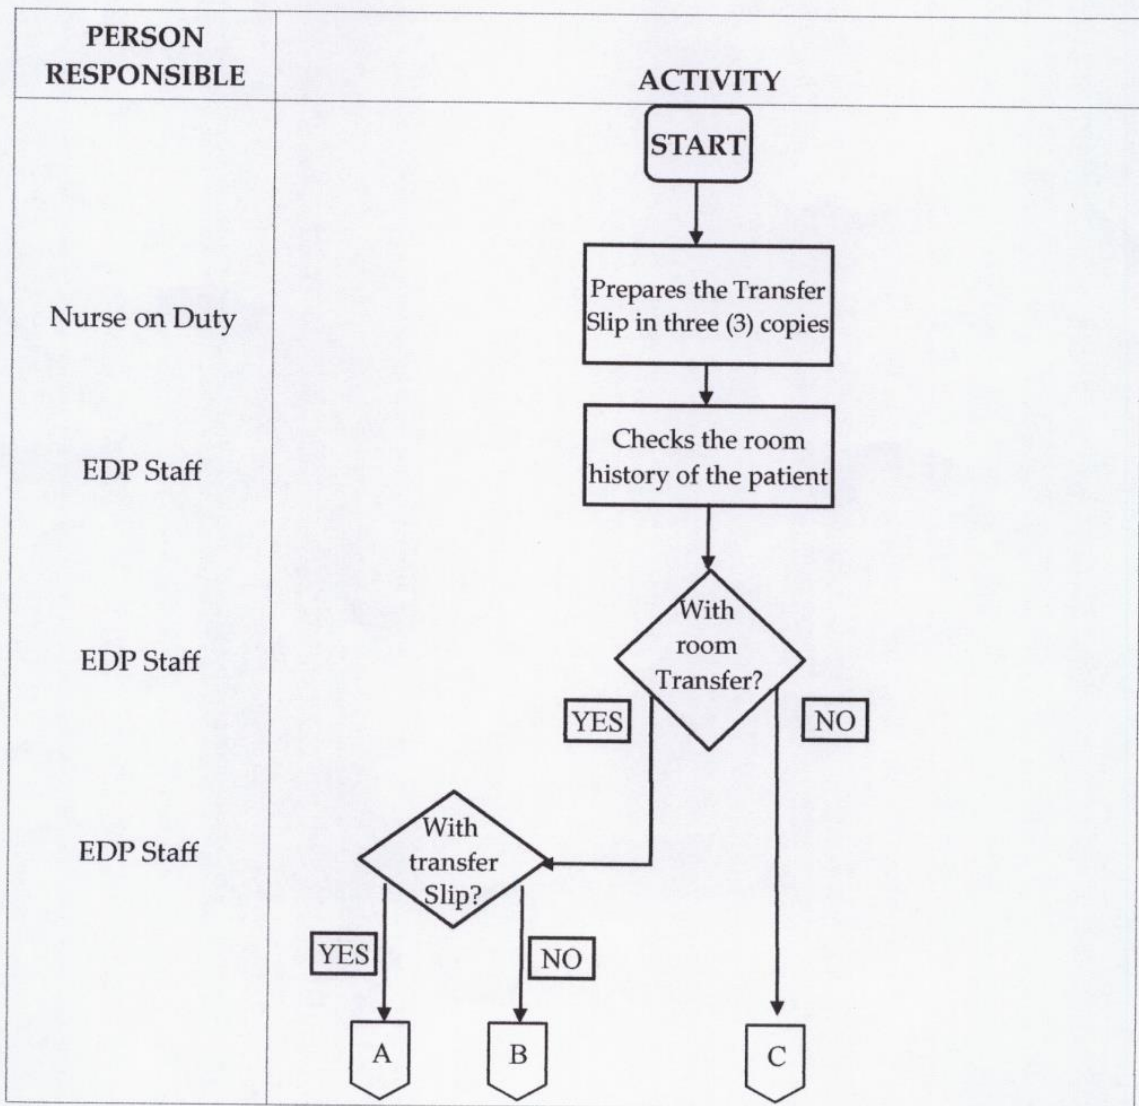 PERSON
RESPONSIBLE
ACTIVITY
START
Nurse on Duty
Prepares the Transfer
Slip in three (3) copies
EDP Staff
Checks the room
history of the patient
EDP Staff
With
room
Transfer?
YES
NO
EDP Staff
With
transfer
Slip?
YES
NO
A
B
C